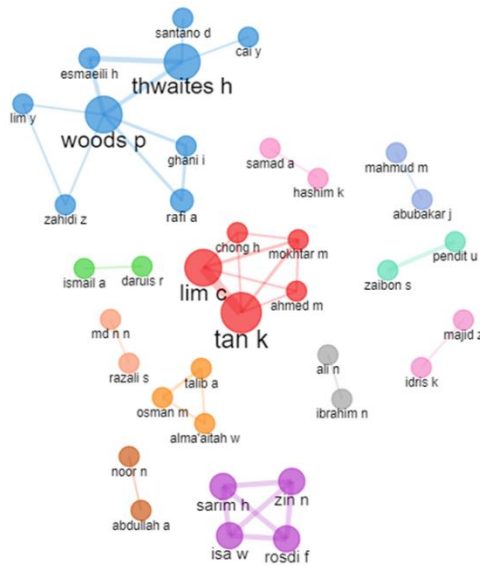 santano d
cai y
esmaeili h
thwaites h
lim y
woods p
ghani i
samad a
mahmud m
hashim k
zahidi z
rafi a
abubakar j
chong h
mokhtar m
pendit u
ismail a
daruis r
zaibon s
lim c
ahmed m
tan k
md n n
majid z
razali s
talib a
ali n
idris k
osman m
ibrahim n
alma'aitah w
noor n
sarim h
zin n
abdullah a
isa w
rosdi f